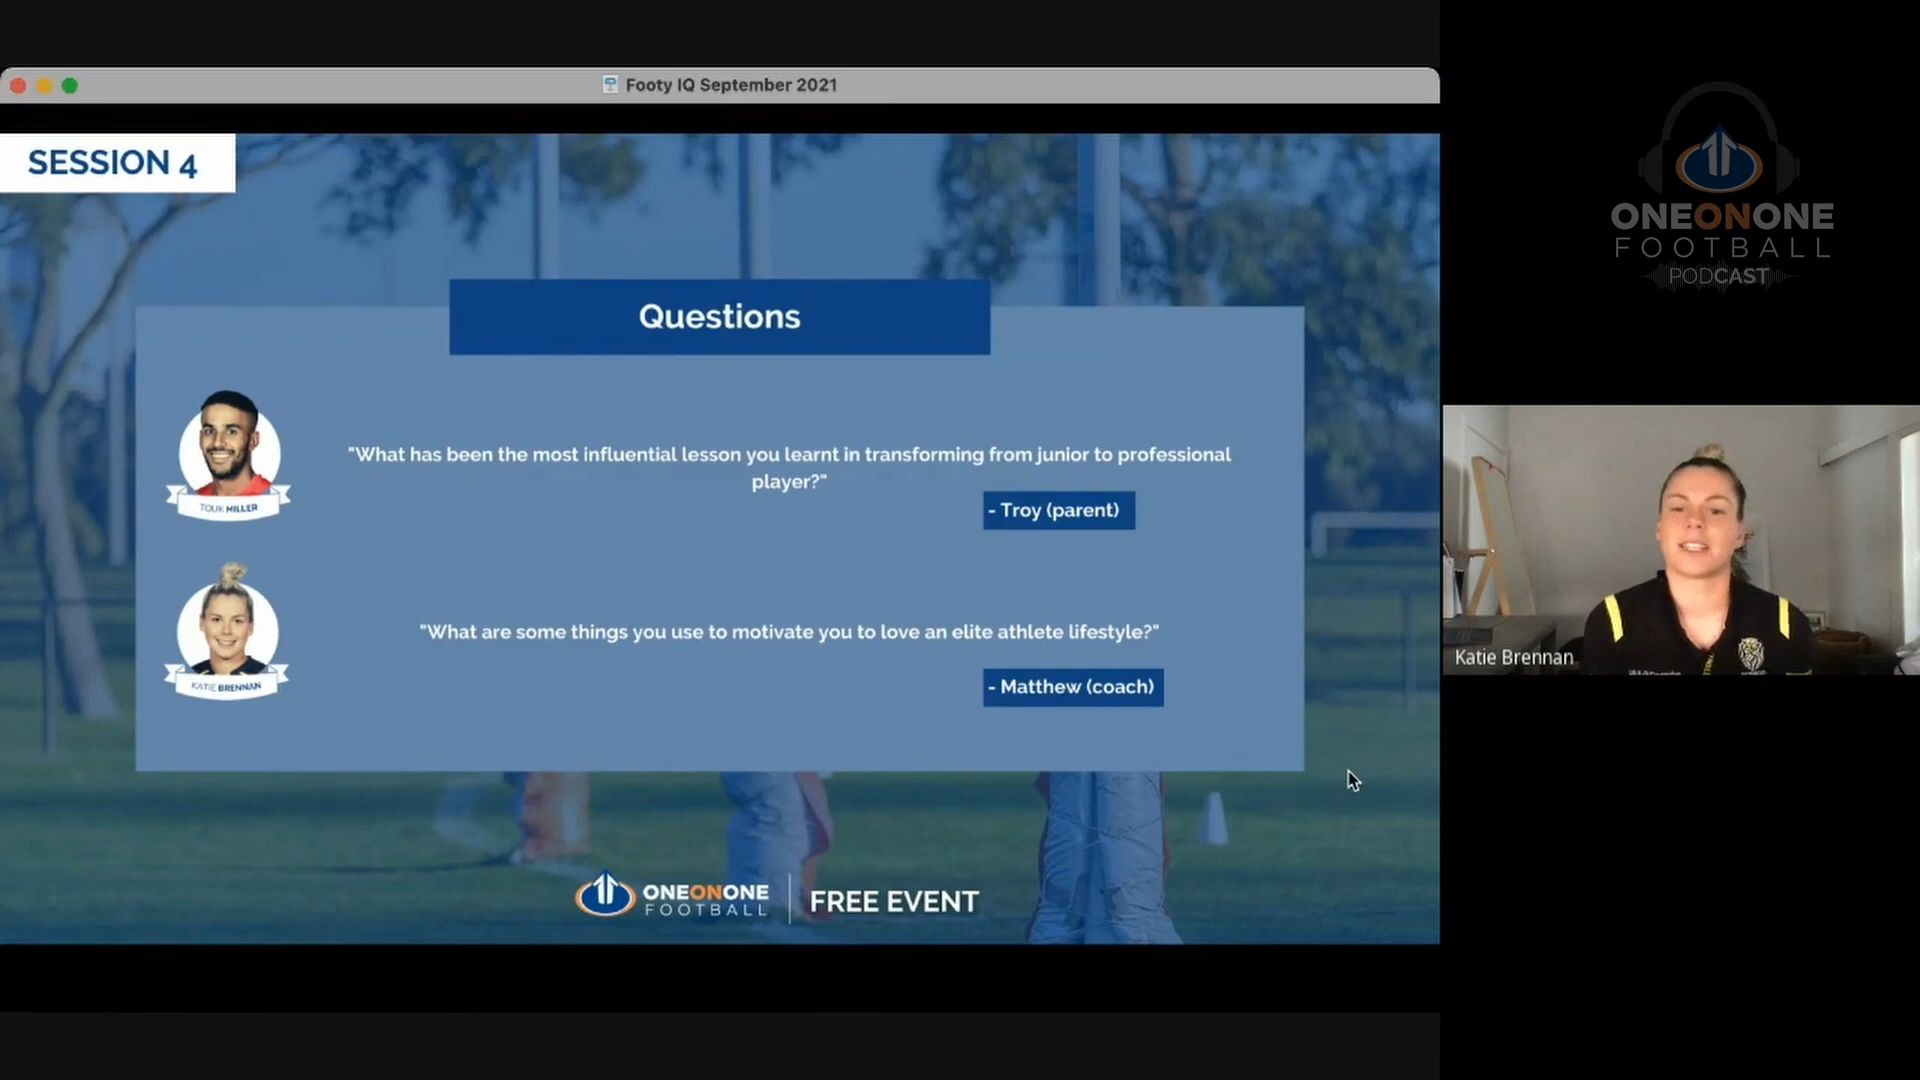 Footy IQ September 2021
SESSION 4
Questions
"What has been the most influential lesson you learnt in transforming from junior to professional
player?"
- Troy (parent)
TOUK MILLER
"What are some things you use to motivate you to love an elite athlete lifestyle?"
- Matthew (coach)
KATIE BRENNAN
ONEONONE
FOOTBALL
FREE EVENT
ONEONONE
FOOTBALL
PODCAST
Katie Brennan